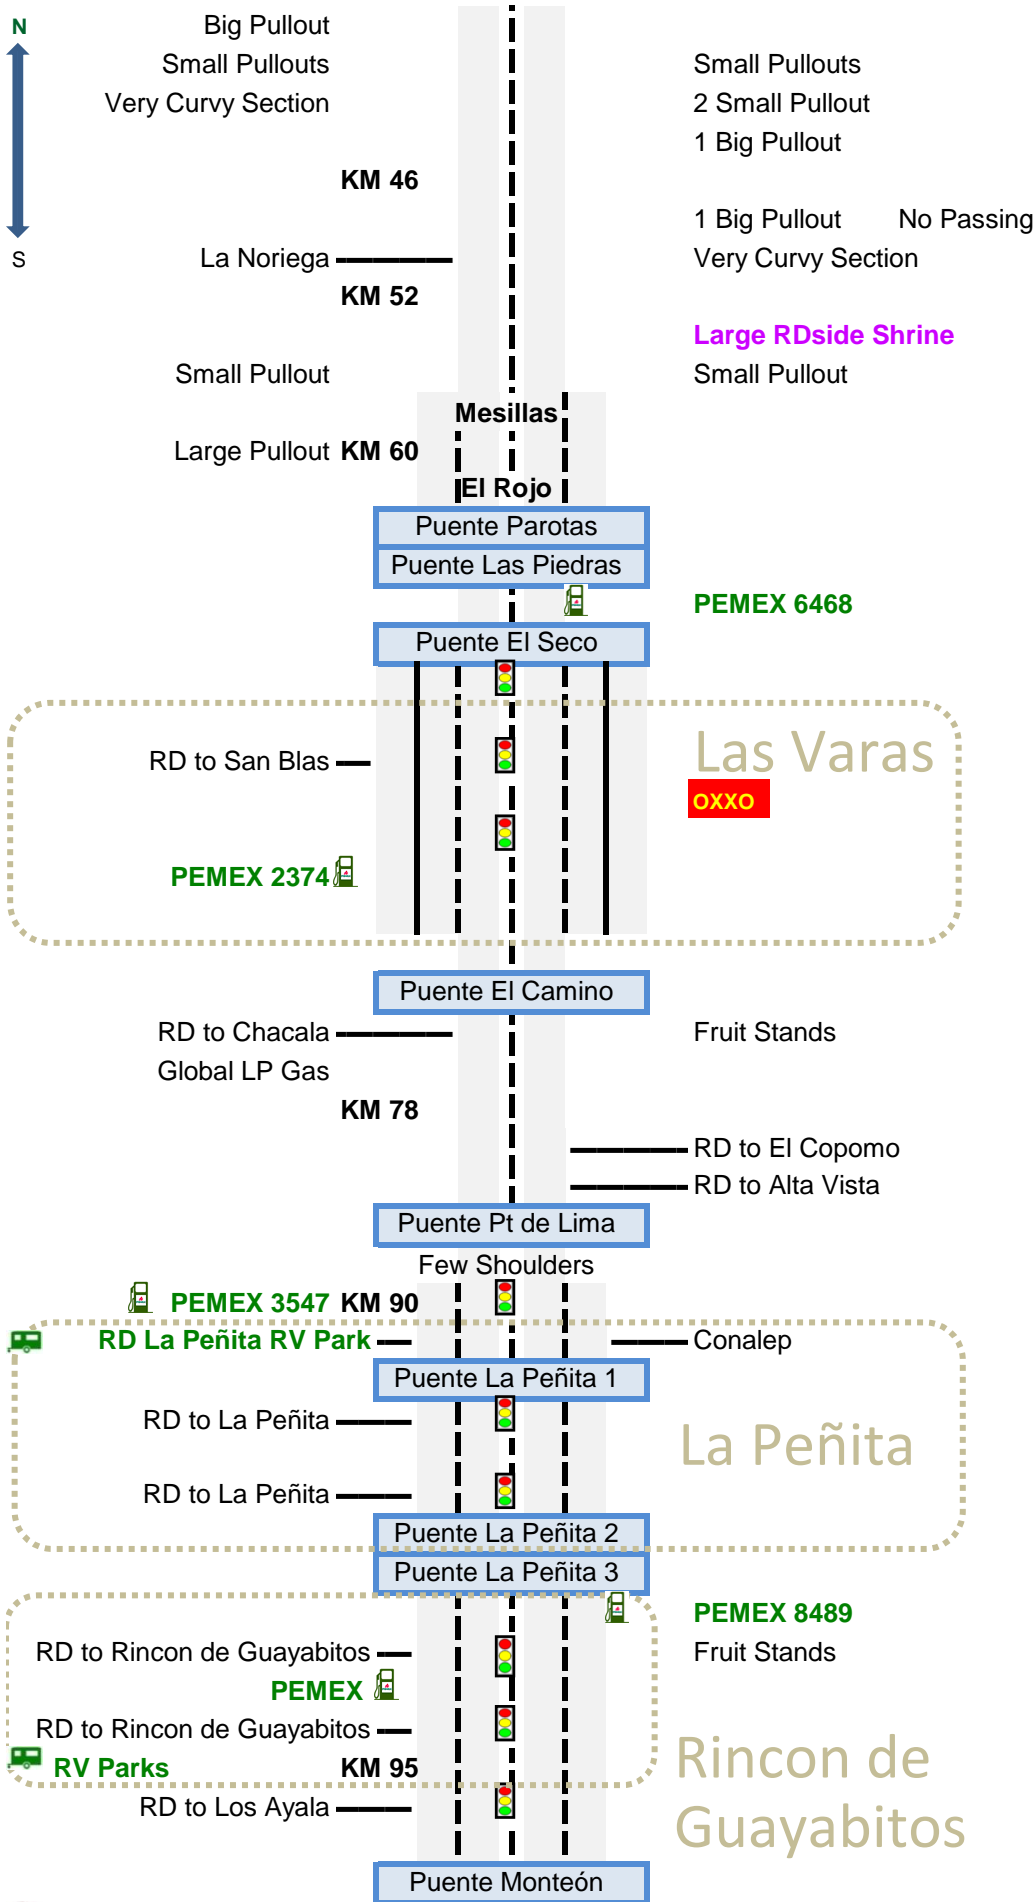 N
Big Pullout
Small Pullouts
Small Pullouts
Very Curvy Section
2 Small Pullout
1 Big Pullout
KM 46
1 Big Pullout No Passing
S
La Noriega
Very Curvy Section
KM 52
Large RDside Shrine
Small Pullout
Small Pullout
Mesillas
Large Pullout KM 60
El Rojo
Puente Parotas
Puente Las Piedras
PEMEX 6468
Puente El Seco
Las Varas
RD to San Blas
OXXO
PEMEX 2374
Puente El Camino
RD to Chacala
Fruit Stands
Global LP Gas
KM 78
RD to El Copomo
RD to Alta Vista
Puente Pt de Lima
Few Shoulders
PEMEX 3547 KM 90
RD La Peñita RV Park
Conalep
Puente La Peñita 1
RD to La Peñita
La Peñita
RD to La Peñita
Puente La Peñita 2
Puente La Peñita 3
PEMEX 8489
RD to Rincon de Guayabitos
Fruit Stands
PEMEX
RD to Rincon de Guayabitos
Rincon de
Guayabitos
RV Parks KM 95
RD to Los Ayala
Puente Monteón